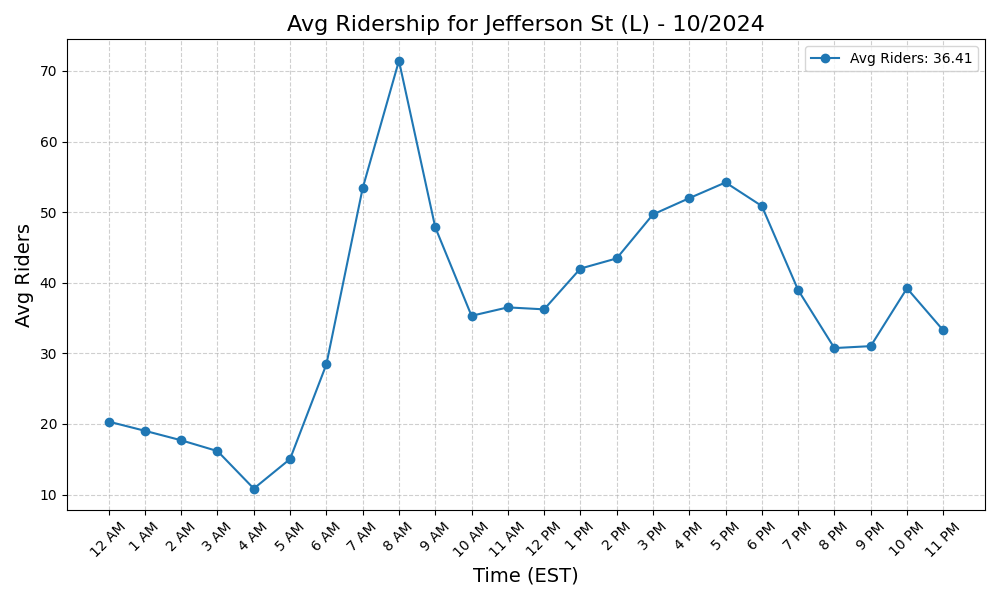 Avg Ridership for Jefferson St (L) - 10/2024
Avg Riders: 36.41
Avg Riders
70
60
50
40
30
20
10
12 AM
1 AM
2 AM
3 AM
4 AM
5 AM
6 AM
7 AM
8 AM
9 AM
10 AM
11 AM
12 PM
1 PM
2 PM
3 PM
4 PM
5 PM
6 PM
7 PM
8 PM
9 PM
10 PM
11 PM
Time (EST)